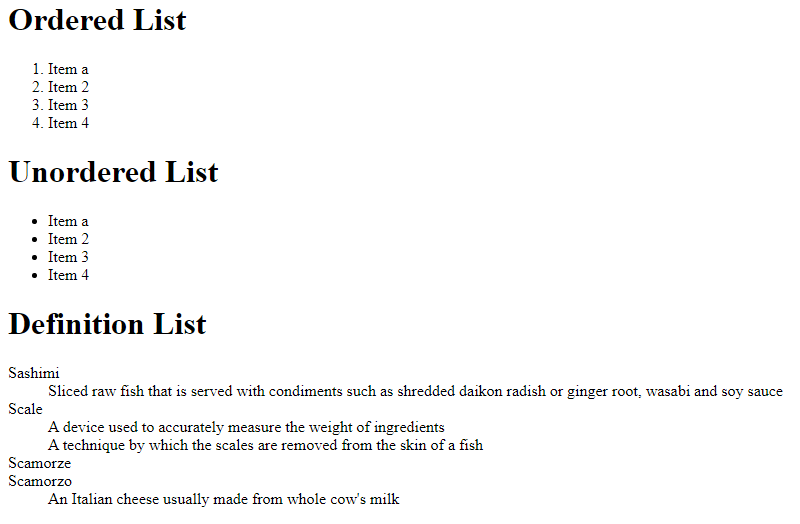 Ordered List
1. Item a
2. Item 2
3. Item 3
4. Item 4
Unordered List
• Item a
• Item 2
• Item 3
• Item 4
Definition List
Sashimi
Sliced raw fish that is served with condiments such as shredded daikon radish or ginger root, wasabi and soy sauce
Scale
A device used to accurately measure the weight of ingredients
A technique by which the scales are removed from the skin of a fish
Scamorze
Scamorzo
An Italian cheese usually made from whole cow's milk